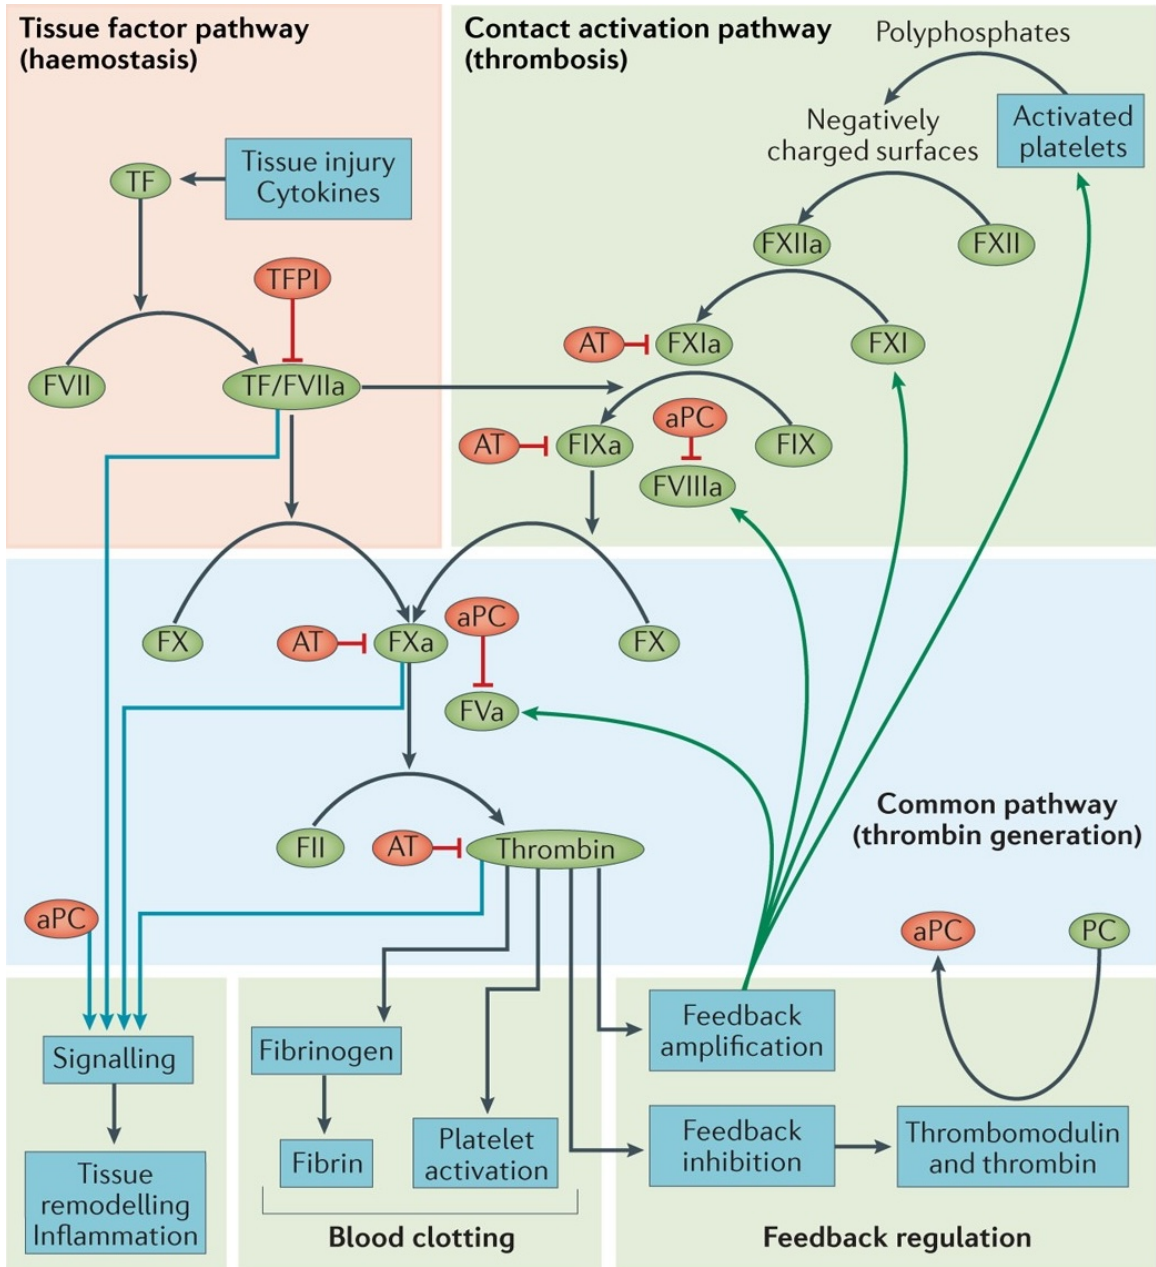 Tissue factor pathway
(haemostasis)
Contact activation pathway
(thrombosis)
Polyphosphates
Activated
platelets
Negatively
charged surfaces
Tissue injury
Cytokines
TF
FXIIa
FXII
TFPI
AT
FXIa
FXI
FVII
TF/FVIIa
aPC
AT
FIXa
FIX
FVIIIa
FX
AT
FXa
aPC
FX
FVa
Common pathway
(thrombin generation)
FII
AT
Thrombin
aPC
aPC
PC
Signalling
Tissue
remodelling
Inflammation
Fibrinogen
Fibrin
Platelet
activation
Blood clotting
Feedback
amplification
Feedback
inhibition
Thrombomodulin
and thrombin
Feedback regulation